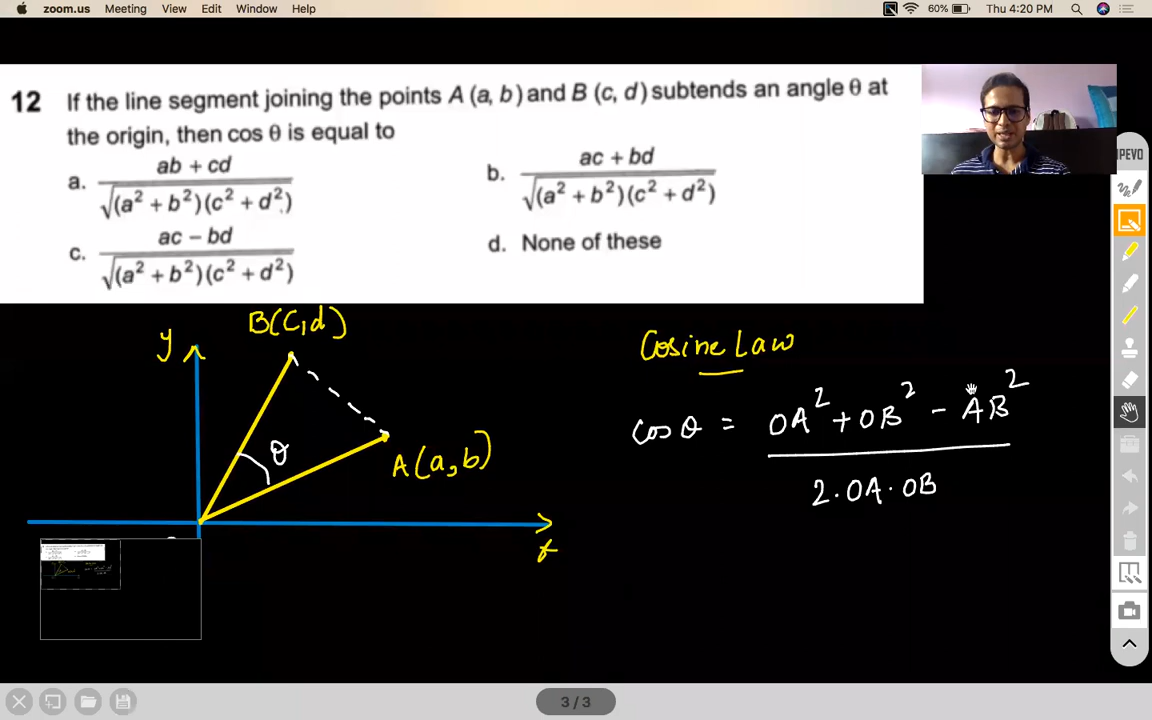 zoom.us Meeting View Edit Window Help 60% Thu 4:20 PM
12 If the line segment joining the points A (a, b) and B (c, d) subtends an angle θ at
the origin, then cos θ is equal to
a. ab + cd / √(a² + b²)(c² + d²)
b. ac + bd / √(a² + b²)(c² + d²)
c. ac – bd / √(a² + b²)(c² + d²)
d. None of these
IPEVO
B(c,d)
y
θ
A(a,b)
x
Cosine Law
cos θ = OA² + OB² – AB² / 2·OA·OB
3 / 3